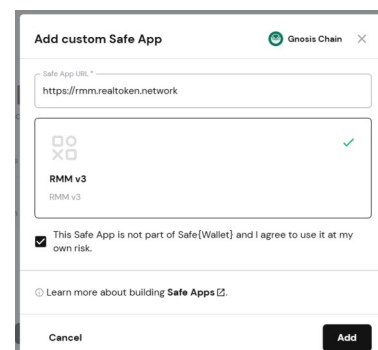 Add custom Safe App
Gnosis Chain
Safe App URL *
https://rmm.realtoken.network
RMM v3
RMM v3
This Safe App is not part of Safe{Wallet} and I agree to use it at my
own risk.
Learn more about building Safe Apps.
Cancel
Add